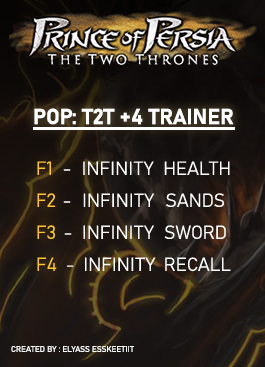 PRINCE OF PERSIA
THE TWO THRONES
POP: T2T +4 TRAINER
F1 - INFINITY HEALTH
F2 - INFINITY SANDS
F3 - INFINITY SWORD
F4 - INFINITY RECALL
CREATED BY : ELYASS ESSKEETIIT